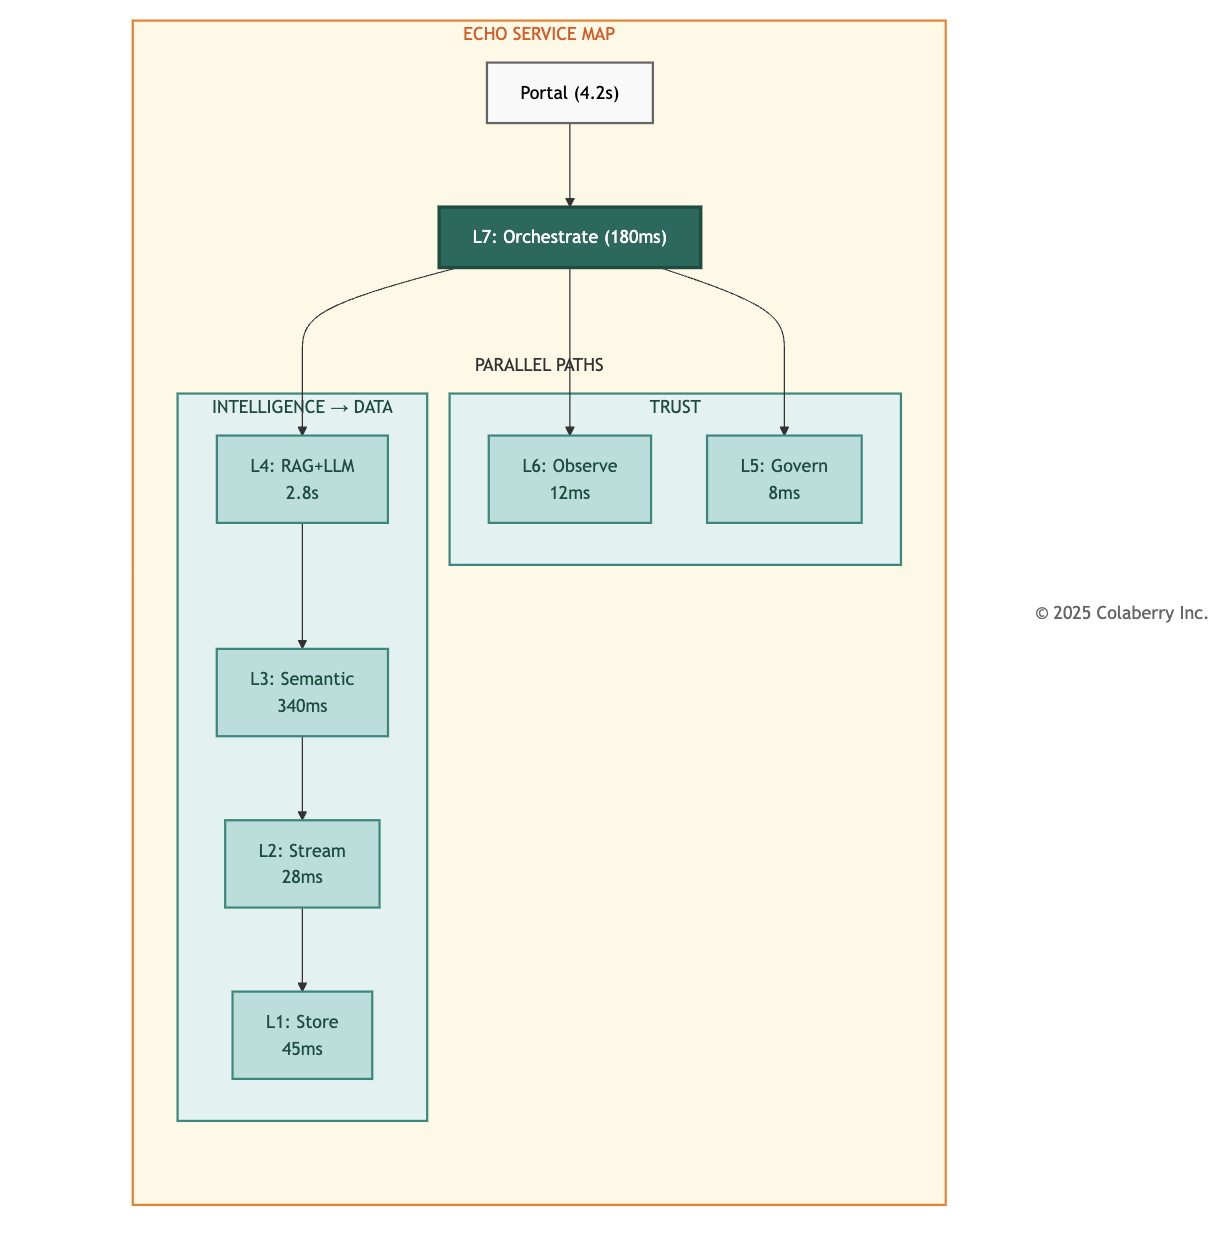 ECHO SERVICE MAP
Portal (4.2s)
L7: Orchestrate (180ms)
PARALLEL PATHS
INTELLIGENCE → DATA
L4: RAG+LLM
2.8s
L3: Semantic
340ms
L2: Stream
28ms
L1: Store
45ms
TRUST
L6: Observe
12ms
L5: Govern
8ms
© 2025 Colaberry Inc.